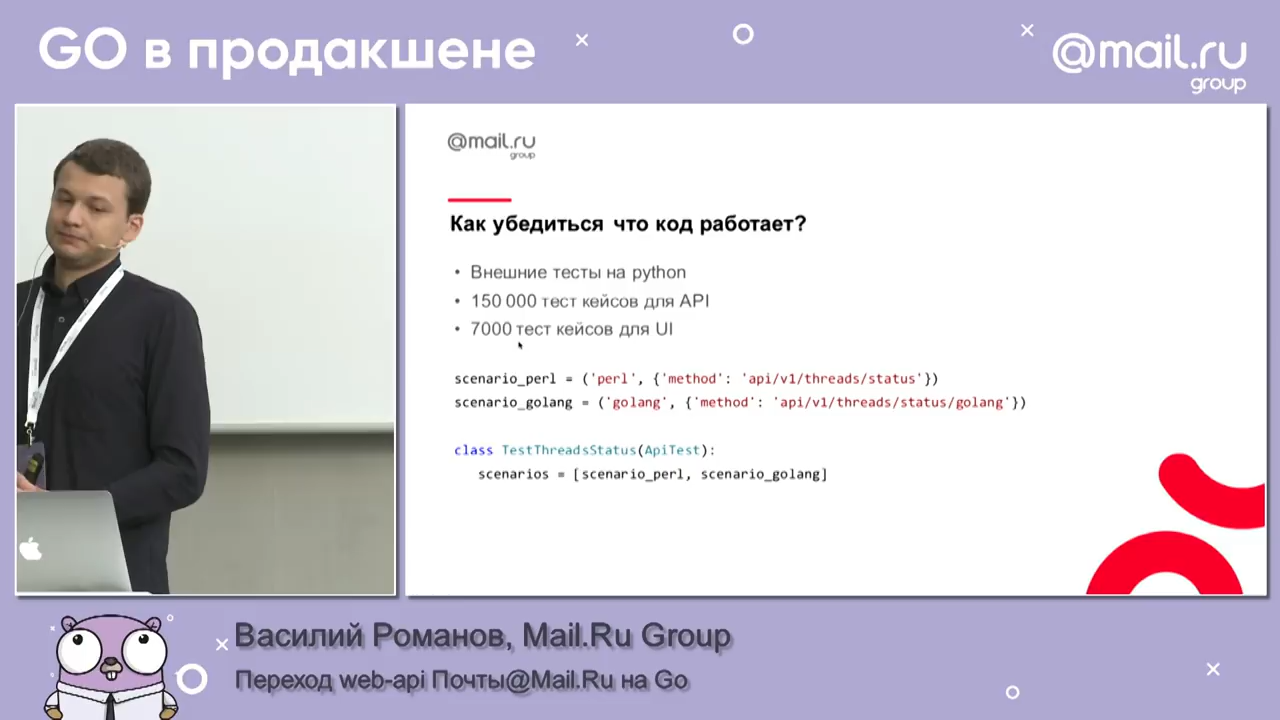 GO в продакшене
@mail.ru
group
@mail.ru
group
Как убедиться что код работает?
• Внешние тесты на python
• 150 000 тест кейсов для API
• 7000 тест кейсов для UI
scenario_perl = ('perl', {'method': 'api/v1/threads/status'})
scenario_golang = ('golang', {'method': 'api/v1/threads/status/golang'})
class TestThreadsStatus(ApiTest):
scenarios = [scenario_perl, scenario_golang]
Василий Романов, Mail.Ru Group
Переход web-api Почты@Mail.Ru на Go